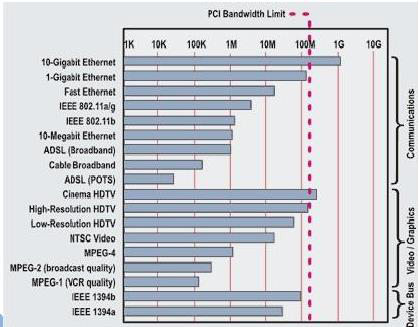 PCI Bandwidth Limit
1K 10K 100K 1M 10M 100M 1G 10G
10-Gigabit Ethernet
1-Gigabit Ethernet
Fast Ethernet
IEEE 802.11a/g
IEEE 802.11b
10-Megabit Ethernet
ADSL (Broadband)
Cable Broadband
ADSL (POTS)
Communications
Cinema HDTV
High-Resolution HDTV
Low-Resolution HDTV
NTSC Video
MPEG-4
MPEG-2 (broadcast quality)
MPEG-1 (VCR quality)
Video / Graphics
IEEE 1394b
IEEE 1394a
Device Bus